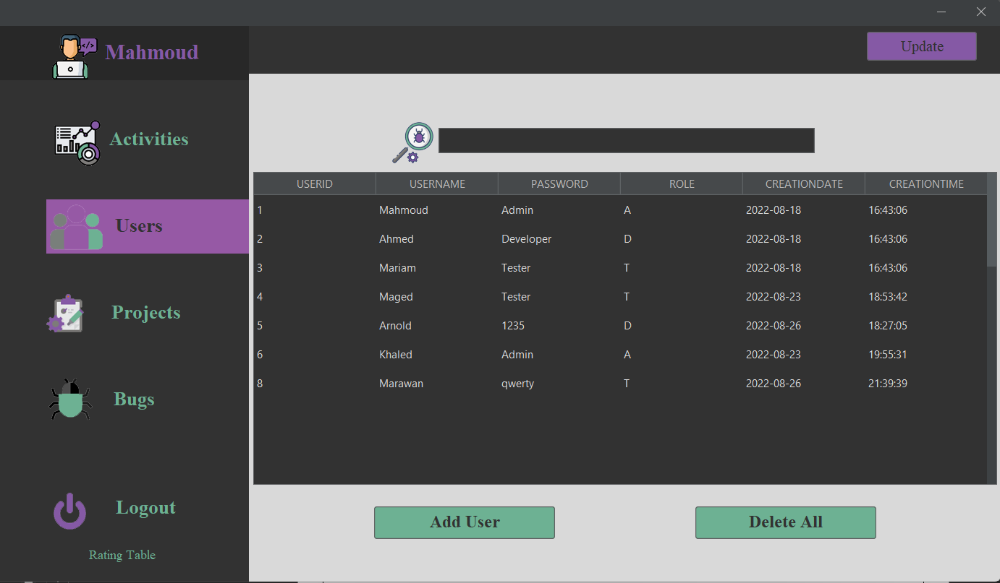 Mahmoud
Update
Activities
Users
Projects
Bugs
Logout
Rating Table
USERID USERNAME PASSWORD ROLE CREATIONDATE CREATIONTIME
1 Mahmoud Admin A 2022-08-18 16:43:06
2 Ahmed Developer D 2022-08-18 16:43:06
3 Mariam Tester T 2022-08-18 16:43:06
4 Maged Tester T 2022-08-23 18:53:42
5 Arnold 1235 D 2022-08-26 18:27:05
6 Khaled Admin A 2022-08-23 19:55:31
8 Marawan qwerty T 2022-08-26 21:39:39
Add User
Delete All